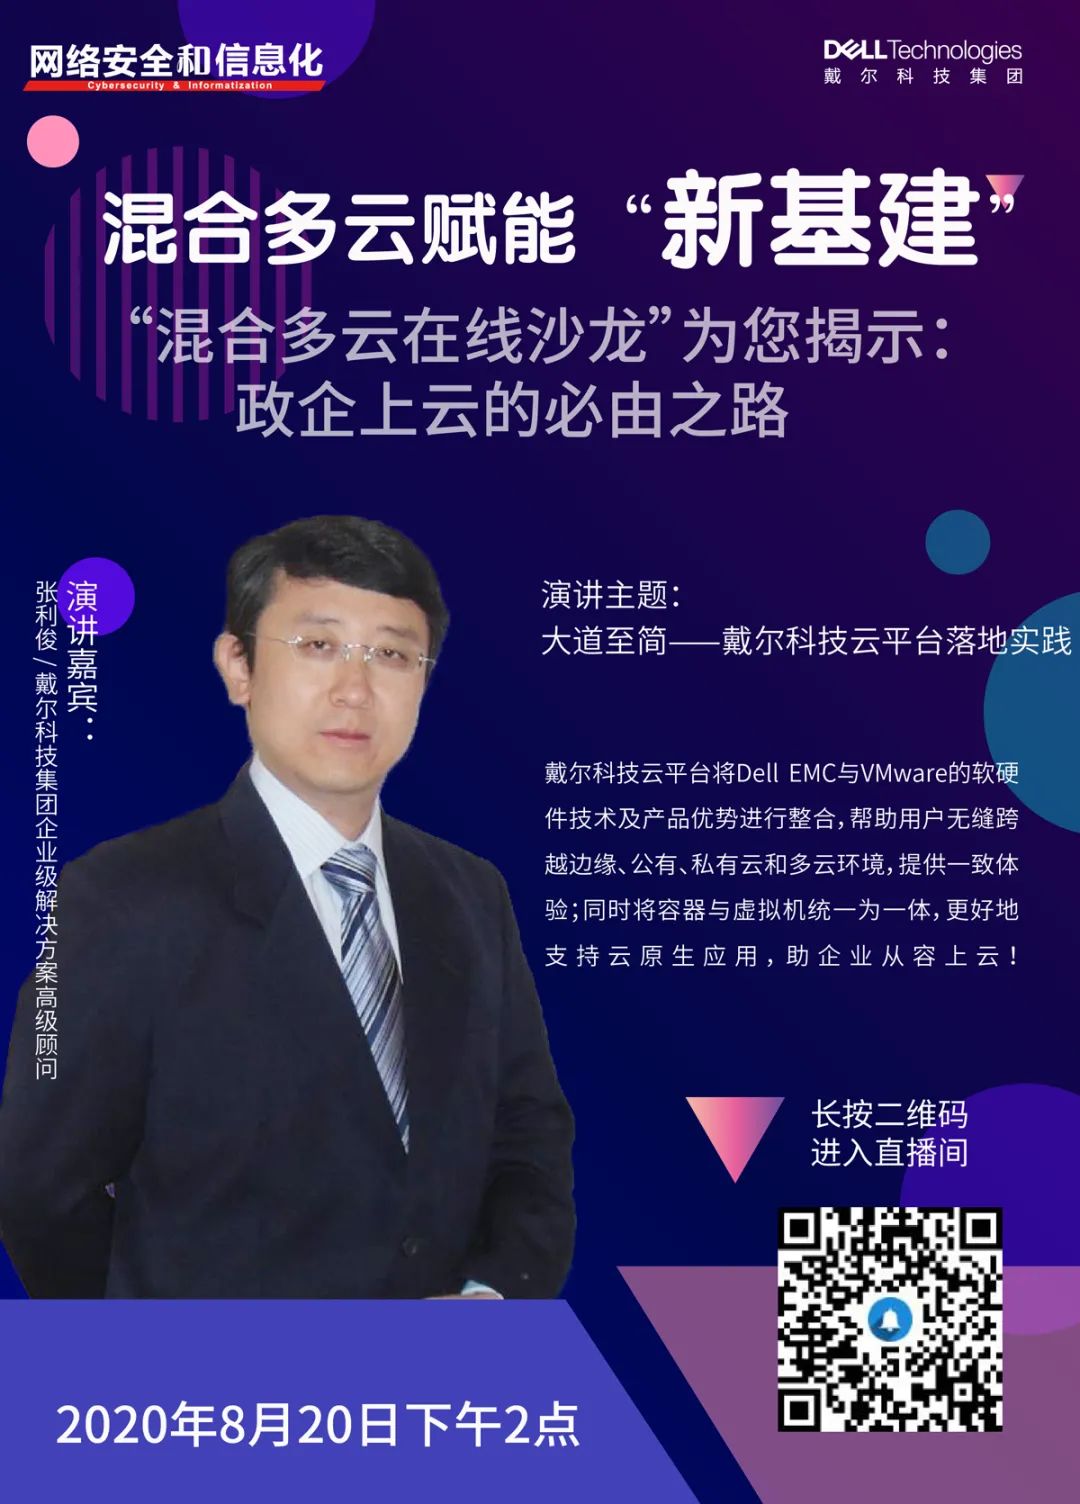 网络安全和信息化
Cybersecurity & Informatization
DELLTechnologies
戴尔科技集团
混合多云赋能“新基建”
“混合多云在线沙龙”为您揭示：
政企上云的必由之路
演讲嘉宾：
张利俊/戴尔科技集团企业级解决方案高级顾问
演讲主题：
大道至简——戴尔科技云平台落地实践
戴尔科技云平台将Dell EMC与VMware的软硬
件技术及产品优势进行整合，帮助用户无缝跨
越边缘、公有、私有云和多云环境，提供一致体
验；同时将容器与虚拟机统一为一体，更好地
支持云原生应用，助企业从容上云！
长按二维码
进入直播间
2020年8月20日下午2点